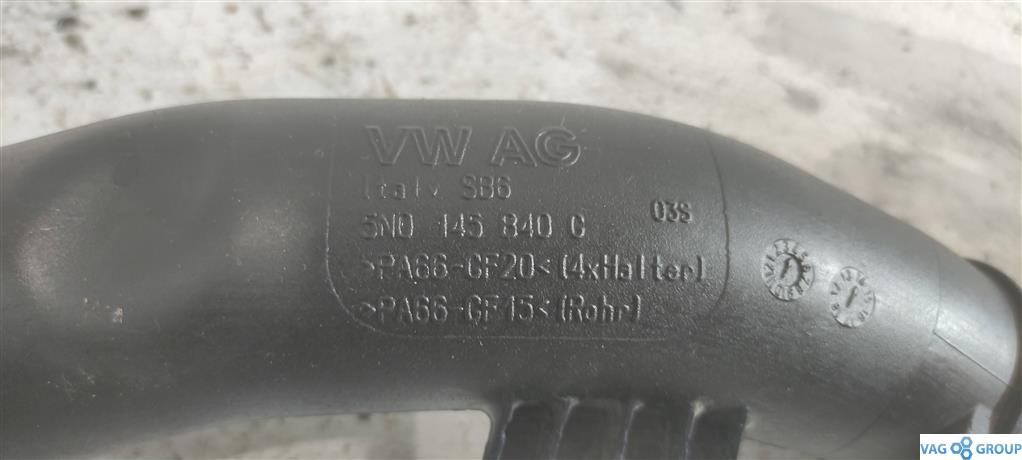 VW AG
Italy SB6
5N0 145 840 C
03S
>PA66-GF20< (4xHalter)
>PA66-GF15< (Rohr)
VAG GROUP